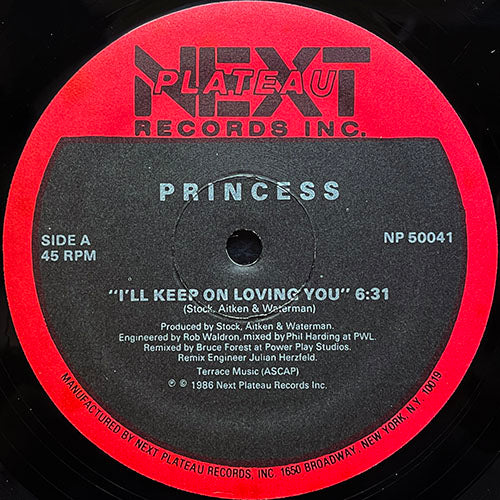 NEXT
PLATEAU
RECORDS INC.
PRINCESS
SIDE A
45 RPM
NP 50041
"I'LL KEEP ON LOVING YOU" 6:31
(Stock, Aitken & Waterman)
Produced by Stock, Aitken & Waterman.
Engineered by Rob Waldron, mixed by Phil Harding at PWL.
Remixed by Bruce Forest at Power Play Studios.
Remix Engineer Julian Herzfeld.
Terrace Music (ASCAP)
℗ © 1986 Next Plateau Records Inc.
MANUFACTURED BY NEXT PLATEAU RECORDS, INC. 1650 BROADWAY, NEW YORK, N.Y. 10019